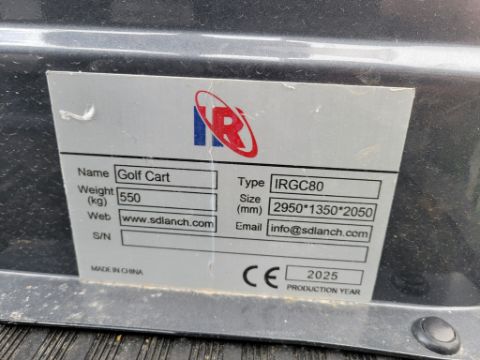 IR
Name Golf Cart Type IRGC80
Weight (kg) 550 Size (mm) 2950*1350*2050
Web www.sdlanch.com Email info@sdlanch.com
S/N
MADE IN CHINA CE 2025
PRODUCTION YEAR